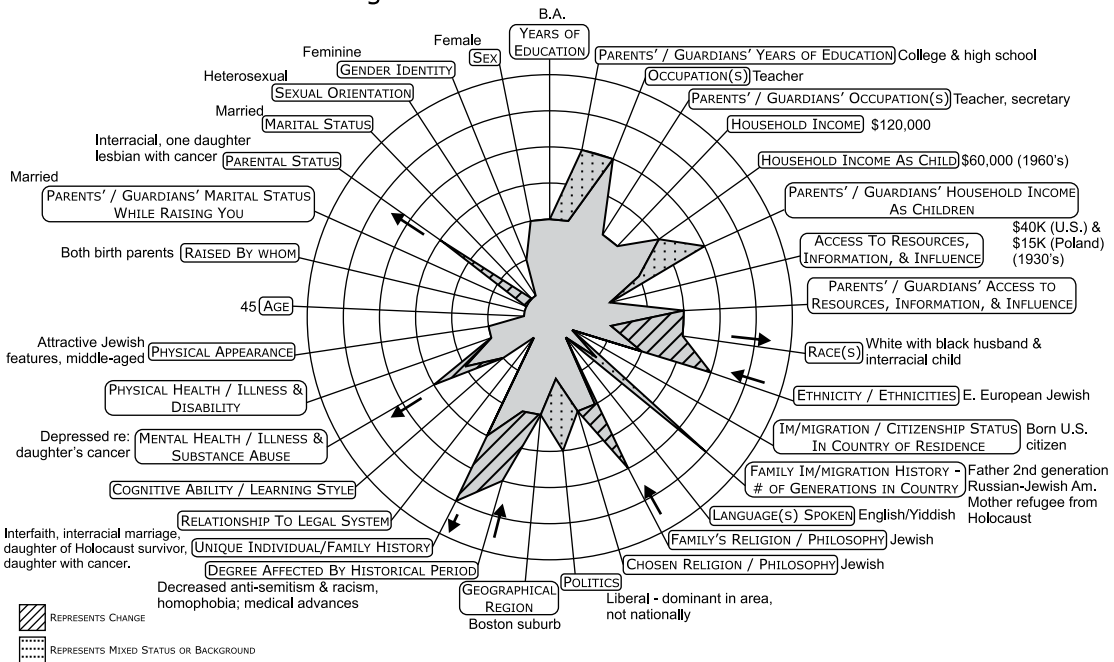 B.A.
YEARS OF
EDUCATION
PARENTS' / GUARDIANS' YEARS OF EDUCATION College & high school
OCCUPATION(S) Teacher
PARENTS' / GUARDIANS' OCCUPATION(S) Teacher, secretary
HOUSEHOLD INCOME $120,000
HOUSEHOLD INCOME AS CHILD $60,000 (1960's)
PARENTS' / GUARDIANS' HOUSEHOLD INCOME
AS CHILDREN
$40K (U.S.) &
$15K (Poland)
(1930's)
ACCESS TO RESOURCES,
INFORMATION, & INFLUENCE
PARENTS' / GUARDIANS' ACCESS TO
RESOURCES, INFORMATION, & INFLUENCE
RACE(S) White with black husband &
interracial child
ETHNICITY / ETHNICITIES E. European Jewish
IM/MIGRATION / CITIZENSHIP STATUS
IN COUNTRY OF RESIDENCE
Born U.S.
citizen
FAMILY IM/MIGRATION HISTORY -
# OF GENERATIONS IN COUNTRY
Father 2nd generation
Russian-Jewish Am.
Mother refugee from
Holocaust
LANGUAGE(S) SPOKEN English/Yiddish
FAMILY'S RELIGION / PHILOSOPHY Jewish
CHOSEN RELIGION / PHILOSOPHY Jewish
POLITICS
Liberal - dominant in area,
not nationally
GEOGRAPHICAL
REGION
Boston suburb
DEGREE AFFECTED BY HISTORICAL PERIOD
Decreased anti-semitism & racism,
homophobia; medical advances
UNIQUE INDIVIDUAL/FAMILY HISTORY
Interfaith, interracial marriage,
daughter of Holocaust survivor,
daughter with cancer.
RELATIONSHIP TO LEGAL SYSTEM
COGNITIVE ABILITY / LEARNING STYLE
Depressed re:
daughter's cancer
MENTAL HEALTH / ILLNESS &
SUBSTANCE ABUSE
PHYSICAL HEALTH / ILLNESS &
DISABILITY
Attractive Jewish
features, middle-aged
PHYSICAL APPEARANCE
45 AGE
Both birth parents RAISED BY WHOM
Married
PARENTS' / GUARDIANS' MARITAL STATUS
WHILE RAISING YOU
Interracial, one daughter
lesbian with cancer
PARENTAL STATUS
Married
MARITAL STATUS
Heterosexual
SEXUAL ORIENTATION
Feminine
GENDER IDENTITY
Female
SEX
REPRESENTS CHANGE
REPRESENTS MIXED STATUS OR BACKGROUND